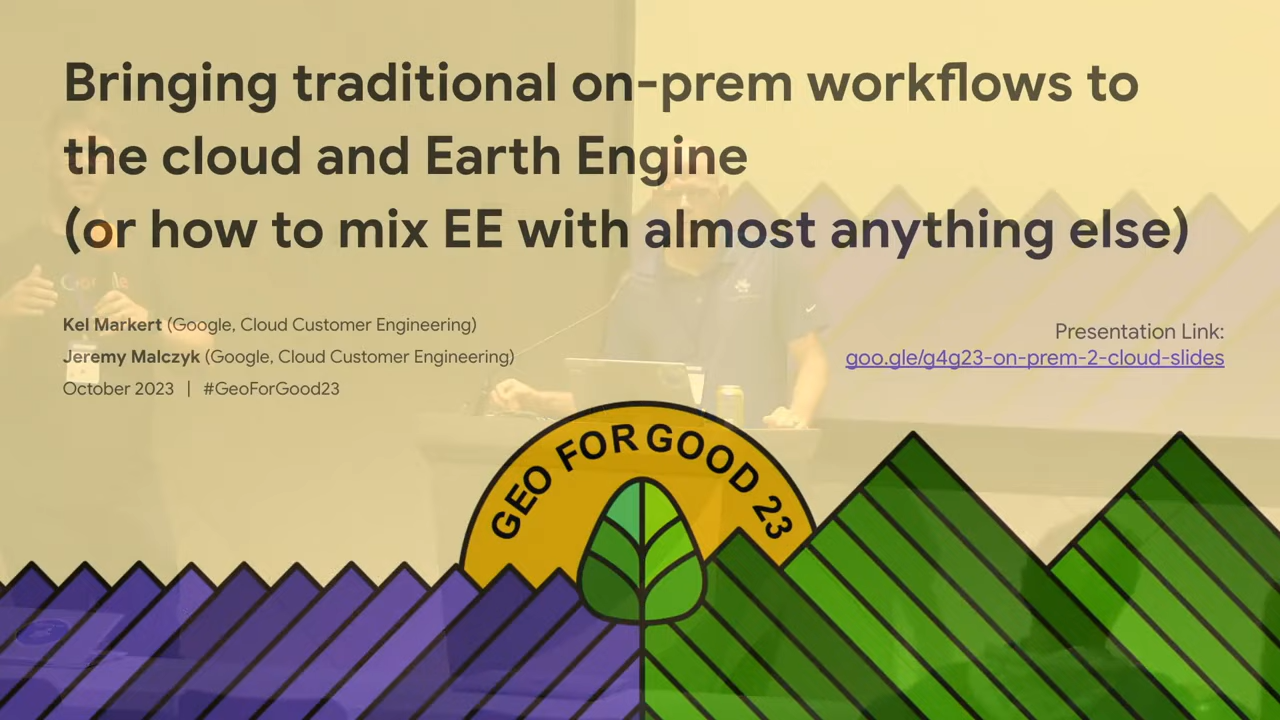 Bringing traditional on-prem workflows to
the cloud and Earth Engine
(or how to mix EE with almost anything else)
Kel Markert (Google, Cloud Customer Engineering)
Jeremy Malczyk (Google, Cloud Customer Engineering)
October 2023 | #GeoForGood23
Presentation Link:
goo.gle/g4g23-on-prem-2-cloud-slides
Google
GEO FOR GOOD 23